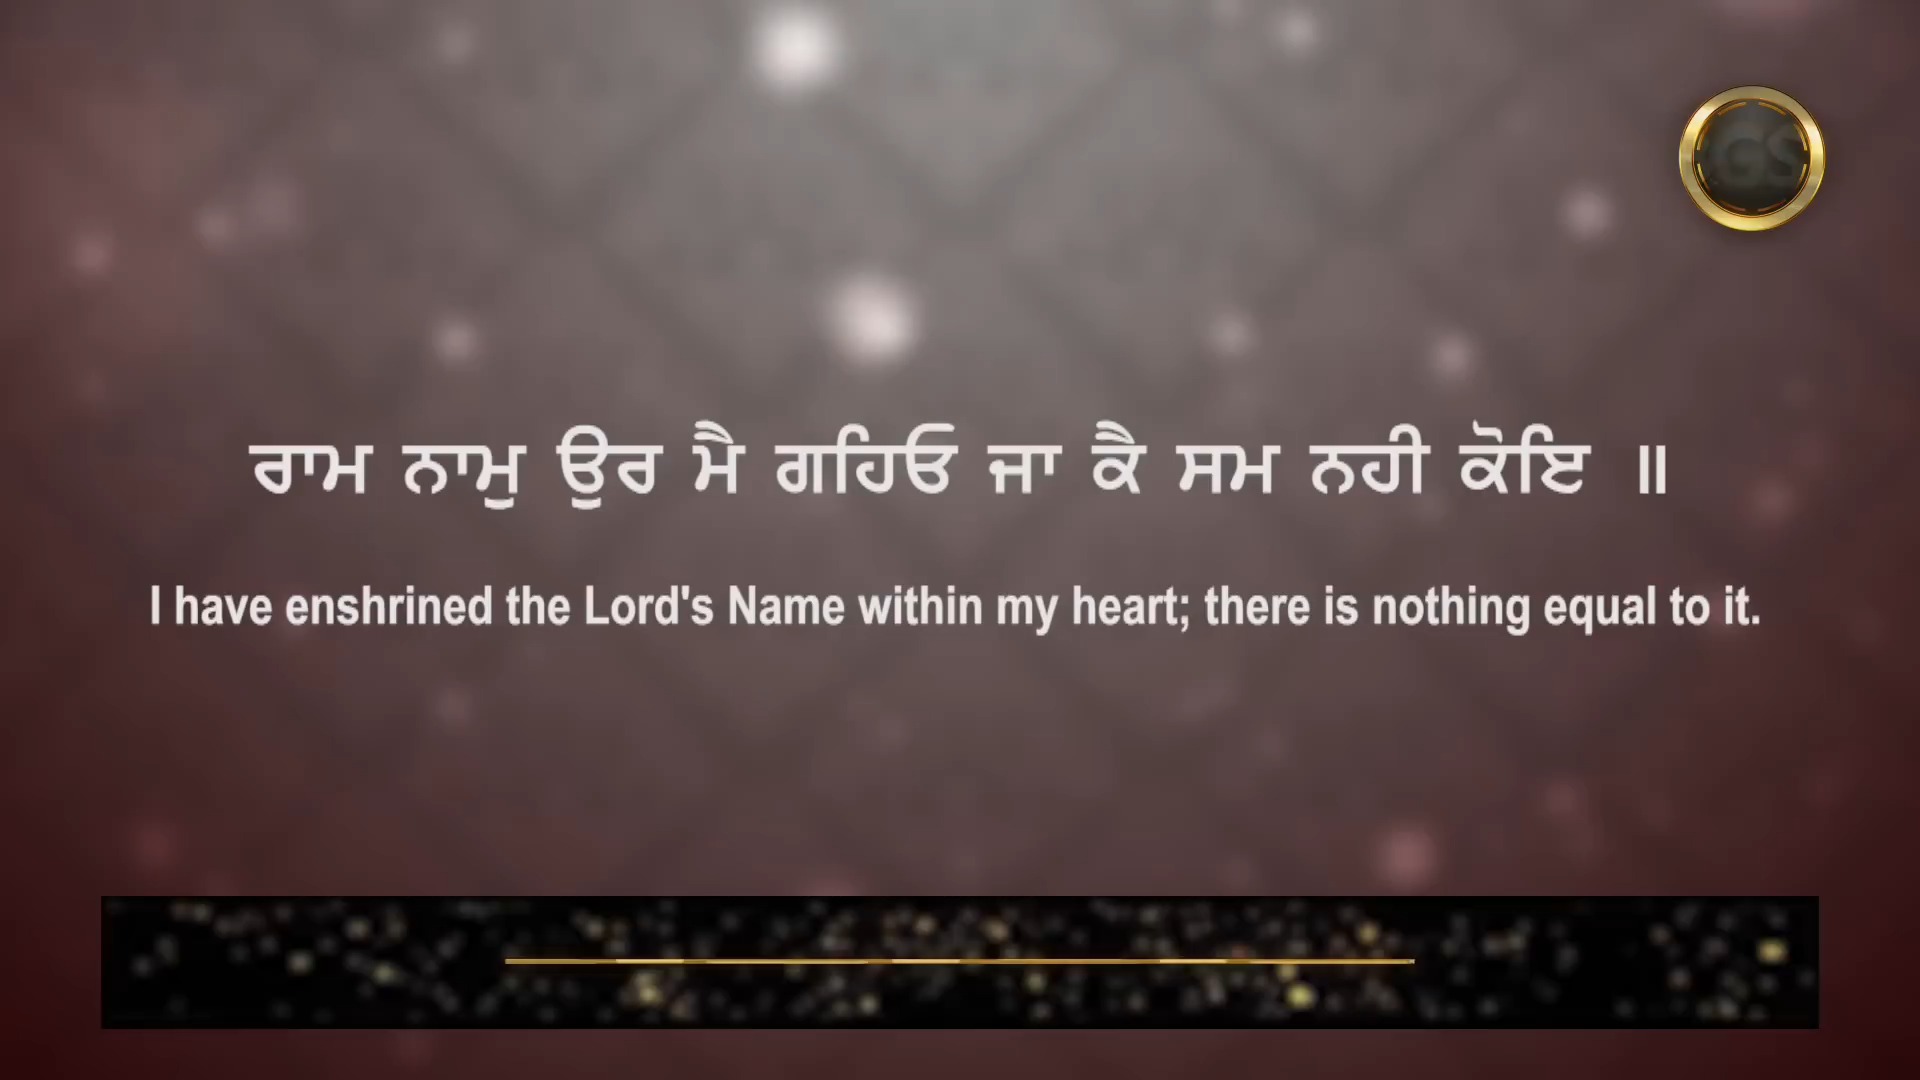 ਰਾਮ ਨਾਮੁ ਉਰ ਮੈ ਗਹਿਓ ਜਾ ਕੈ ਸਮ ਨਹੀ ਕੋਇ ॥
I have enshrined the Lord's Name within my heart; there is nothing equal to it.